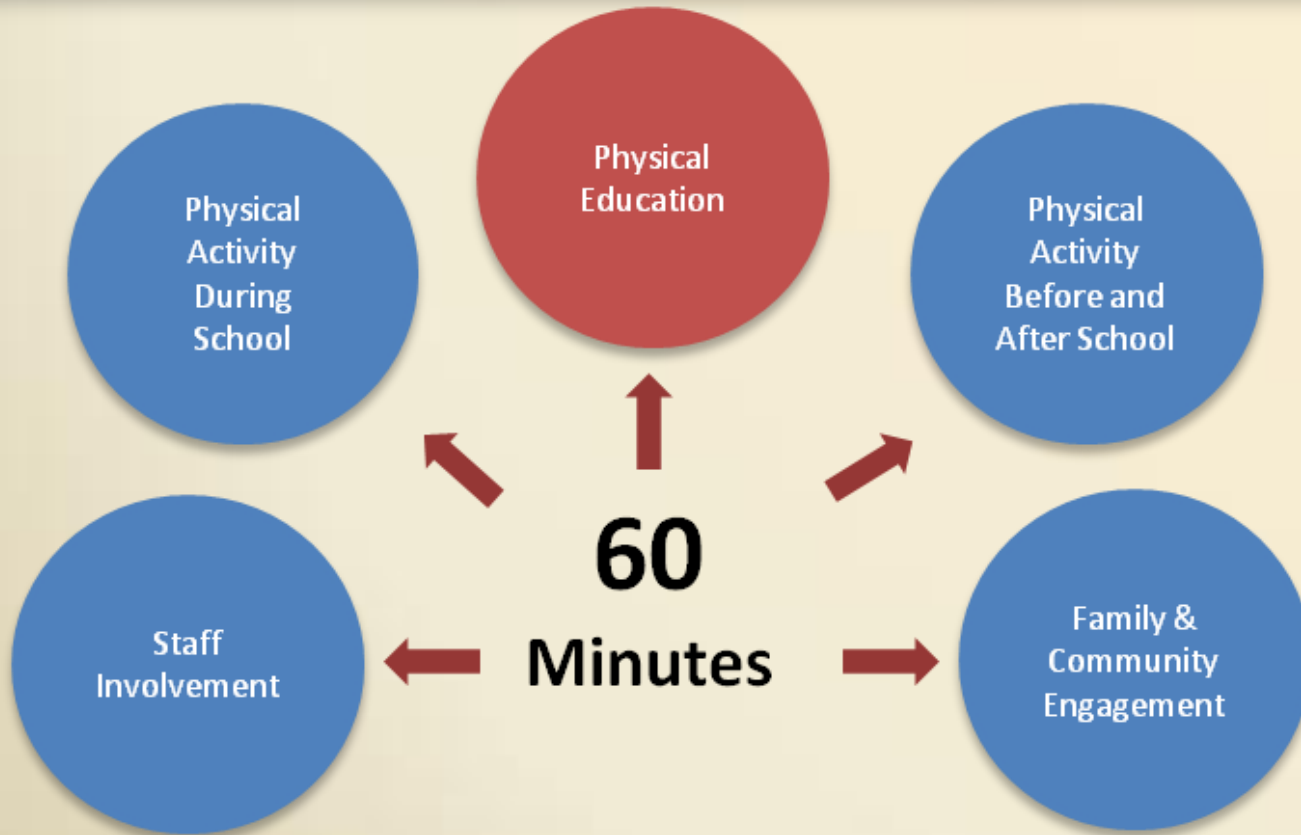 Physical
Education
Physical
Activity
During
School
Physical
Activity
Before and
After School
60
Minutes
Staff
Involvement
Family &
Community
Engagement